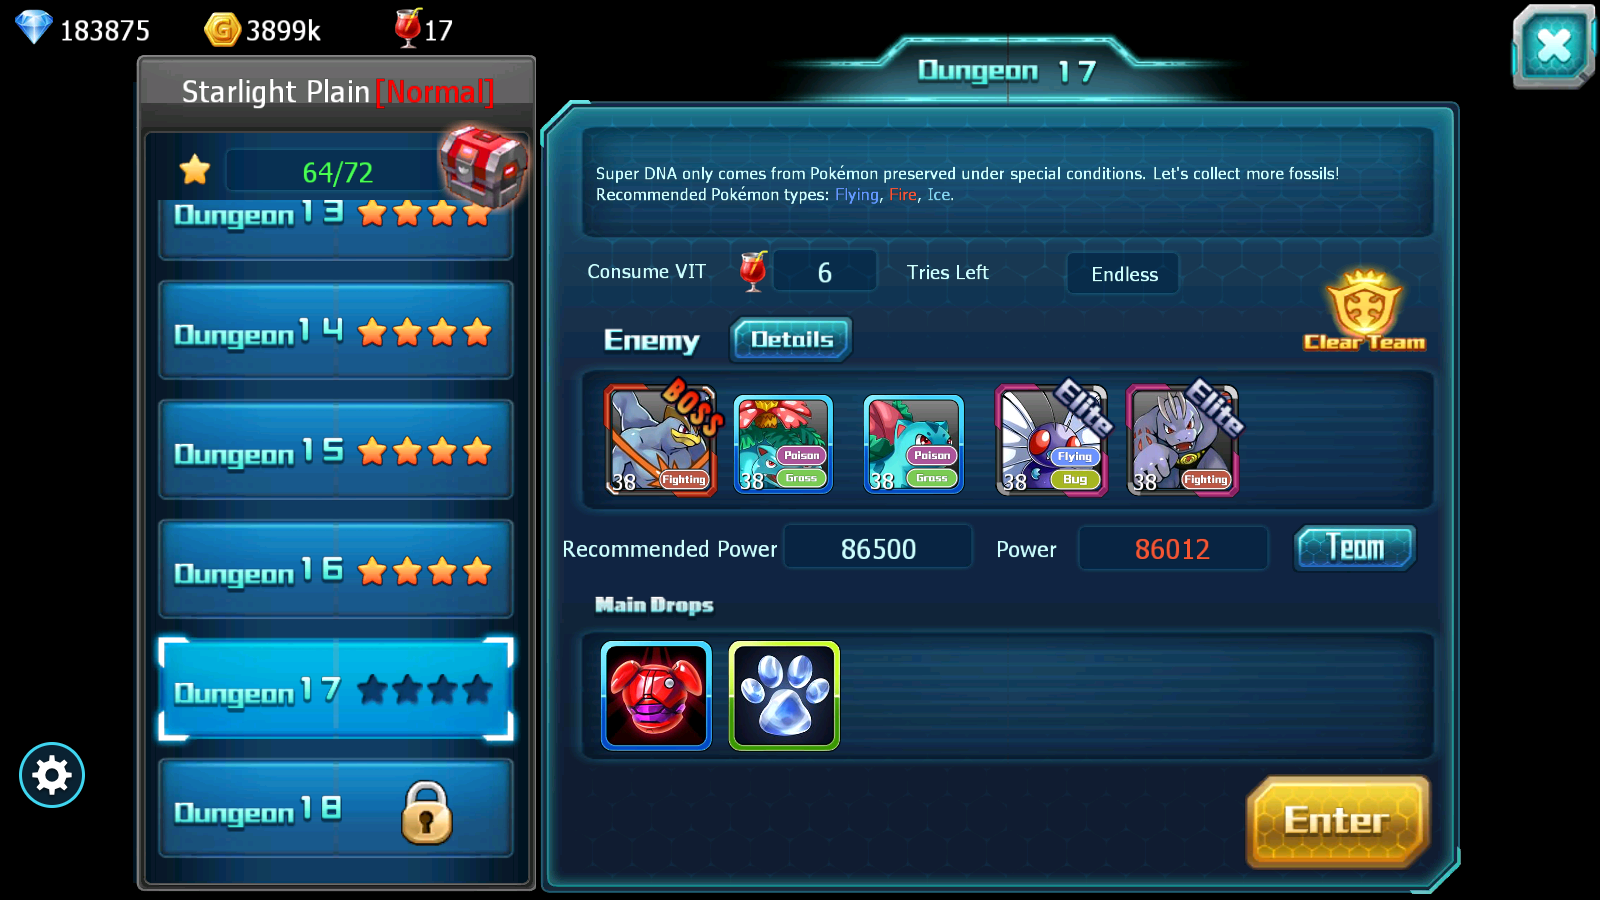 183875
3899k
17
Starlight Plain[Normal]
64/72
Dungeon 13
Dungeon 14
Dungeon 15
Dungeon 16
Dungeon 17
Dungeon 18
Dungeon 17
Super DNA only comes from Pokémon preserved under special conditions. Let's collect more fossils!
Recommended Pokémon types: Flying, Fire, Ice.
Consume VIT 6 Tries Left Endless
Clear Team
Enemy Details
BOSS
38 Fighting
Poison
38 Grass
Poison
38 Grass
Elite
Flying
38 Bug
Elite
38 Fighting
Recommended Power 86500 Power 86012 Team
Main Drops
Enter